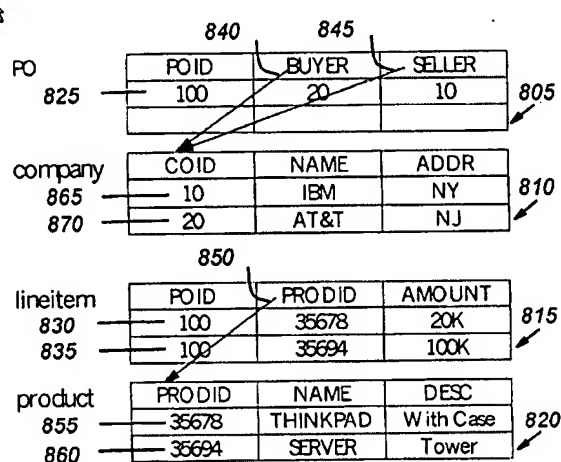 840 845
PO POID BUYER SELLER
825 100 20 10 805
company COID NAME ADDR
865 10 IBM NY 810
870 20 AT&T NJ
850
lineitem POID PRODID AMOUNT
830 100 35678 20K 815
835 100 35694 100K
product PRODID NAME DESC
855 35678 THINKPAD With Case 820
860 35694 SERVER Tower